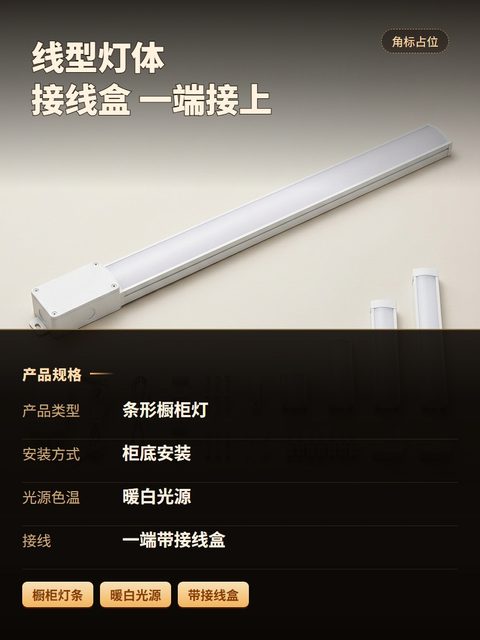 线型灯体
接线盒 一端接上
角标占位
产品规格
产品类型 条形橱柜灯
安装方式 柜底安装
光源色温 暖白光源
接线 一端带接线盒
橱柜灯条 暖白光源 带接线盒